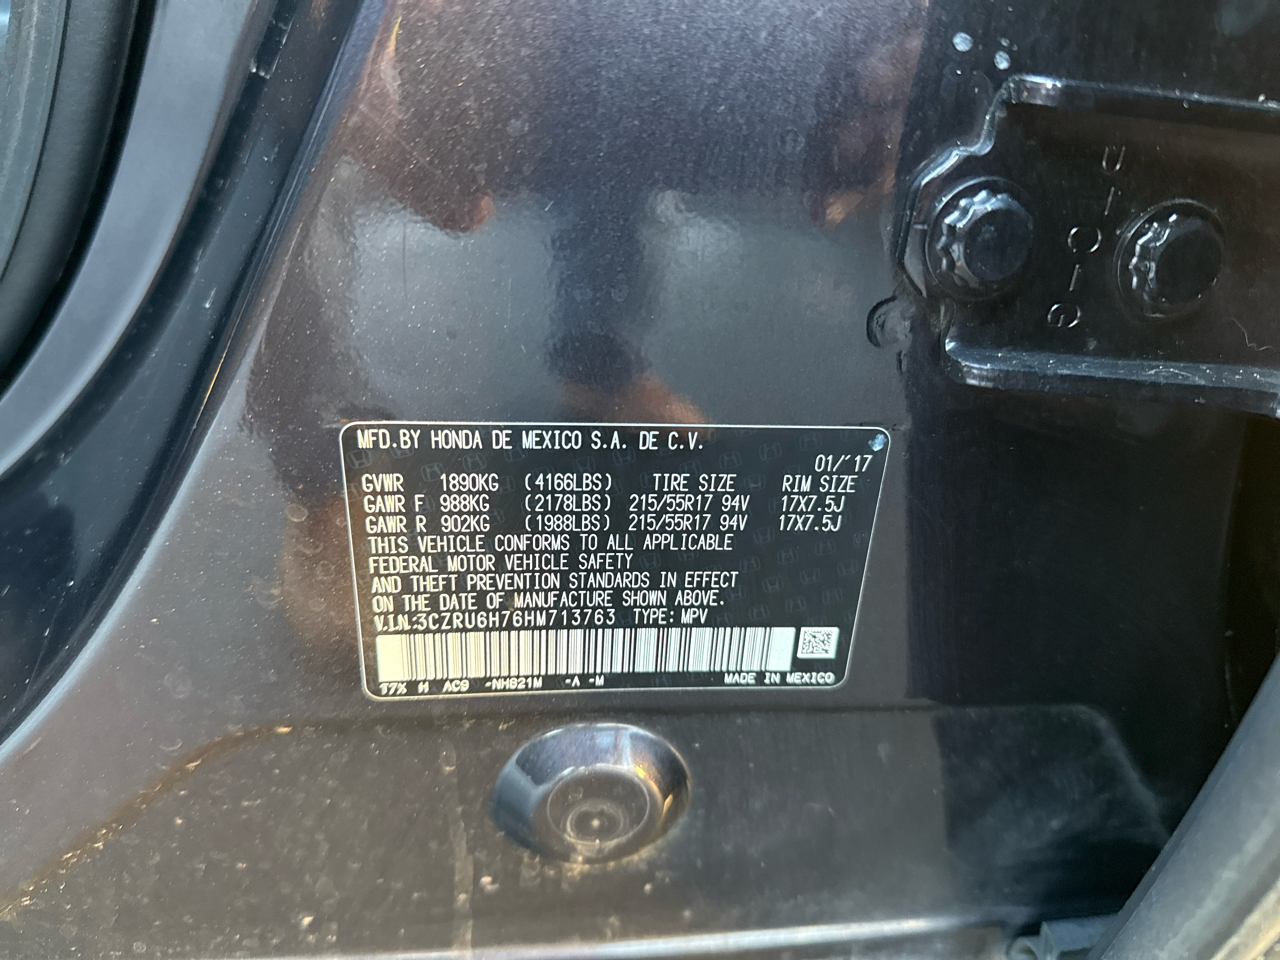 MFD.BY HONDA DE MEXICO S.A. DE C.V.
01/'17
GVWR 1890KG (4166LBS) TIRE SIZE RIM SIZE
GAWR F 988KG (2178LBS) 215/55R17 94V 17X7.5J
GAWR R 902KG (1988LBS) 215/55R17 94V 17X7.5J
THIS VEHICLE CONFORMS TO ALL APPLICABLE
FEDERAL MOTOR VEHICLE SAFETY
AND THEFT PREVENTION STANDARDS IN EFFECT
ON THE DATE OF MANUFACTURE SHOWN ABOVE.
V.I.N:3CZRU6H76HM713763 TYPE: MPV
T7X H AC9 -NH821M -A -M MADE IN MEXICO